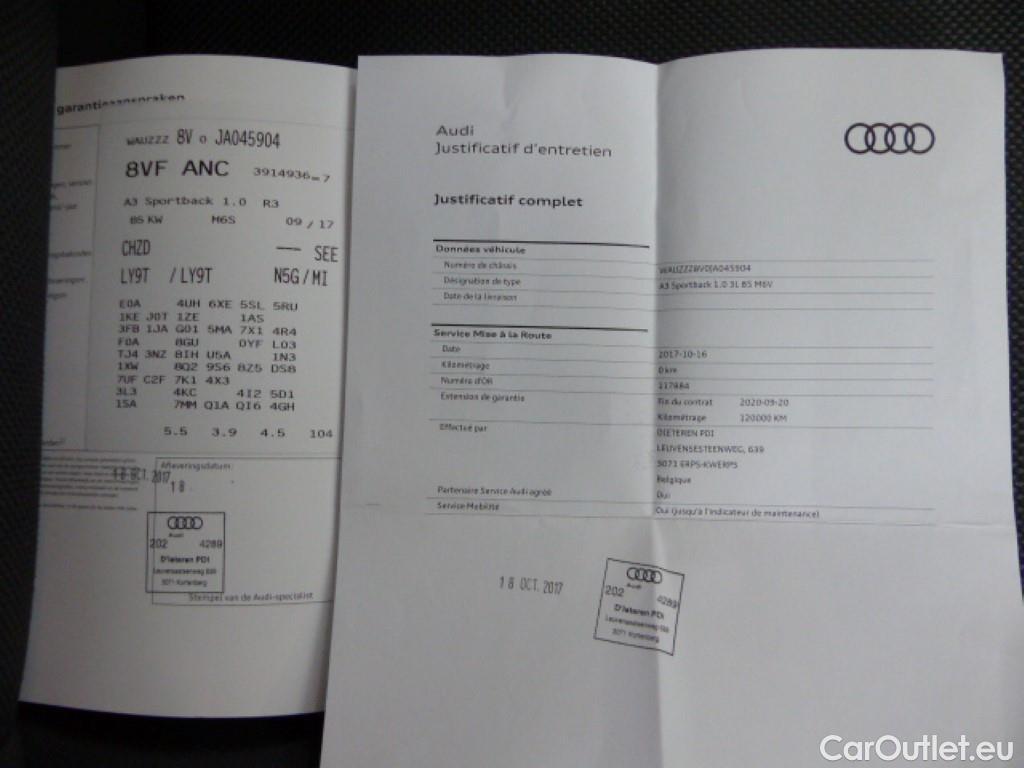 garantieaanspraken
WAUZZZ 8V 0 JA045904
8VF ANC 3914936 = 7
A3 Sportback 1.0 R3
85 KW M6S 09 / 17
CHZD --- SEE
LY9T / LY9T N5G / MI
E0A 4UH 6XE 5SL 5RU
1KE J0T 1ZE 1AS
3FB 1JA G01 5MA 7X1 4R4
F0A 8GU 0YF L03
TJ4 3NZ 8IH U5A 1N3
1XW 8Q2 9S6 8Z5 DS8
7UF C2F 7K1 4X3
3L3 4KC 4I2 5D1
1SA 7MM Q1A QI6 4GH
5.5 3.9 4.5 104
18 OCT. 2017
Afleveringsdatum:
18
Audi
202 4289
D'Ieteren PDI
Leuvensesteenweg 639
3071 Kortenberg
Stempel van de Audi-specialist
Audi
Justificatif d'entretien
Justificatif complet
Données véhicule
Numéro de châssis WAUZZZ8V0JA045904
Désignation de type A3 Sportback 1.0 3L 85 M6V
Date de la livraison
Service Mise à la Route
Date 2017-10-16
Kilométrage 0 km
Numéro d'OR 117884
Extension de garantie Fin du contrat 2020-09-20
Kilométrage 120000 KM
Effectué par DIETEREN PDI
LEUVENSESTEENWEG, 639
3071 ERPS-KWERPS
Belgique
Partenaire Service Audi agréé Oui
Service Mobilité Oui (jusqu'à l'indicateur de maintenance)
18 OCT. 2017
Audi
202 4289
D'Ieteren PDI
Leuvensesteenweg 639
3071 Kortenberg
CarOutlet.eu